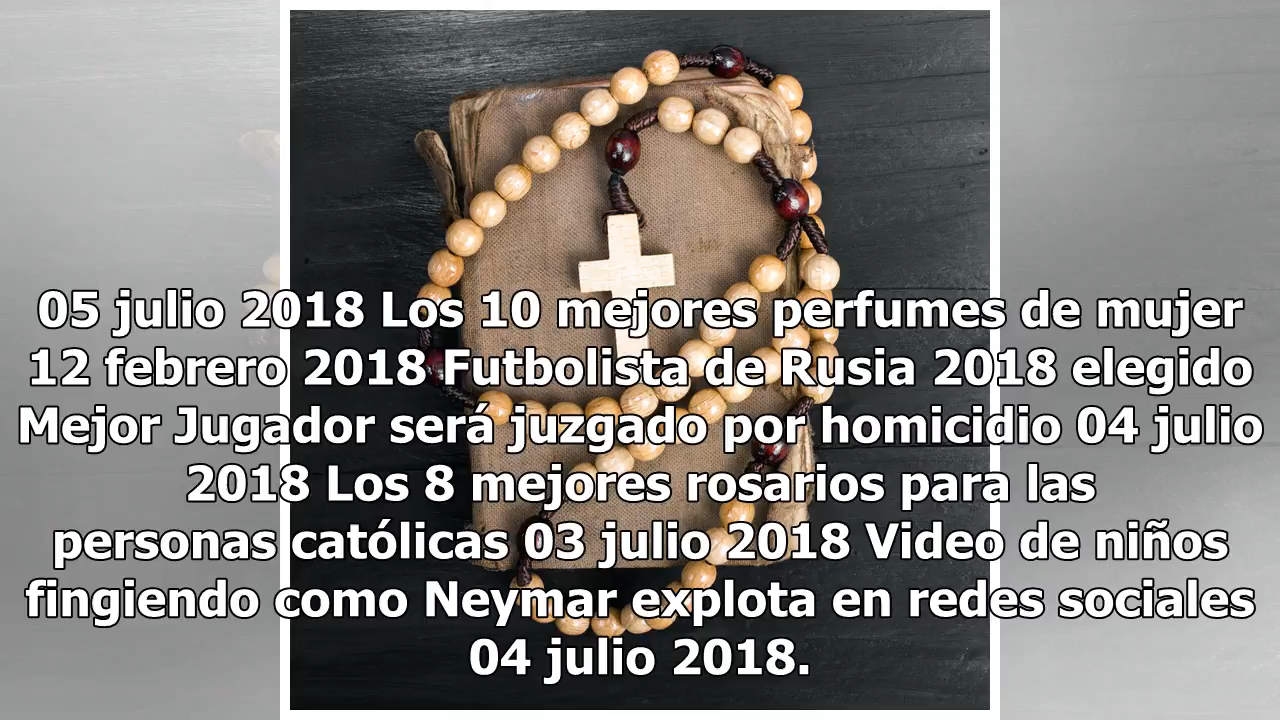 05 julio 2018 Los 10 mejores perfumes de mujer
12 febrero 2018 Futbolista de Rusia 2018 elegido
Mejor Jugador será juzgado por homicidio 04 julio
2018 Los 8 mejores rosarios para las
personas católicas 03 julio 2018 Video de niños
fingiendo como Neymar explota en redes sociales
04 julio 2018.